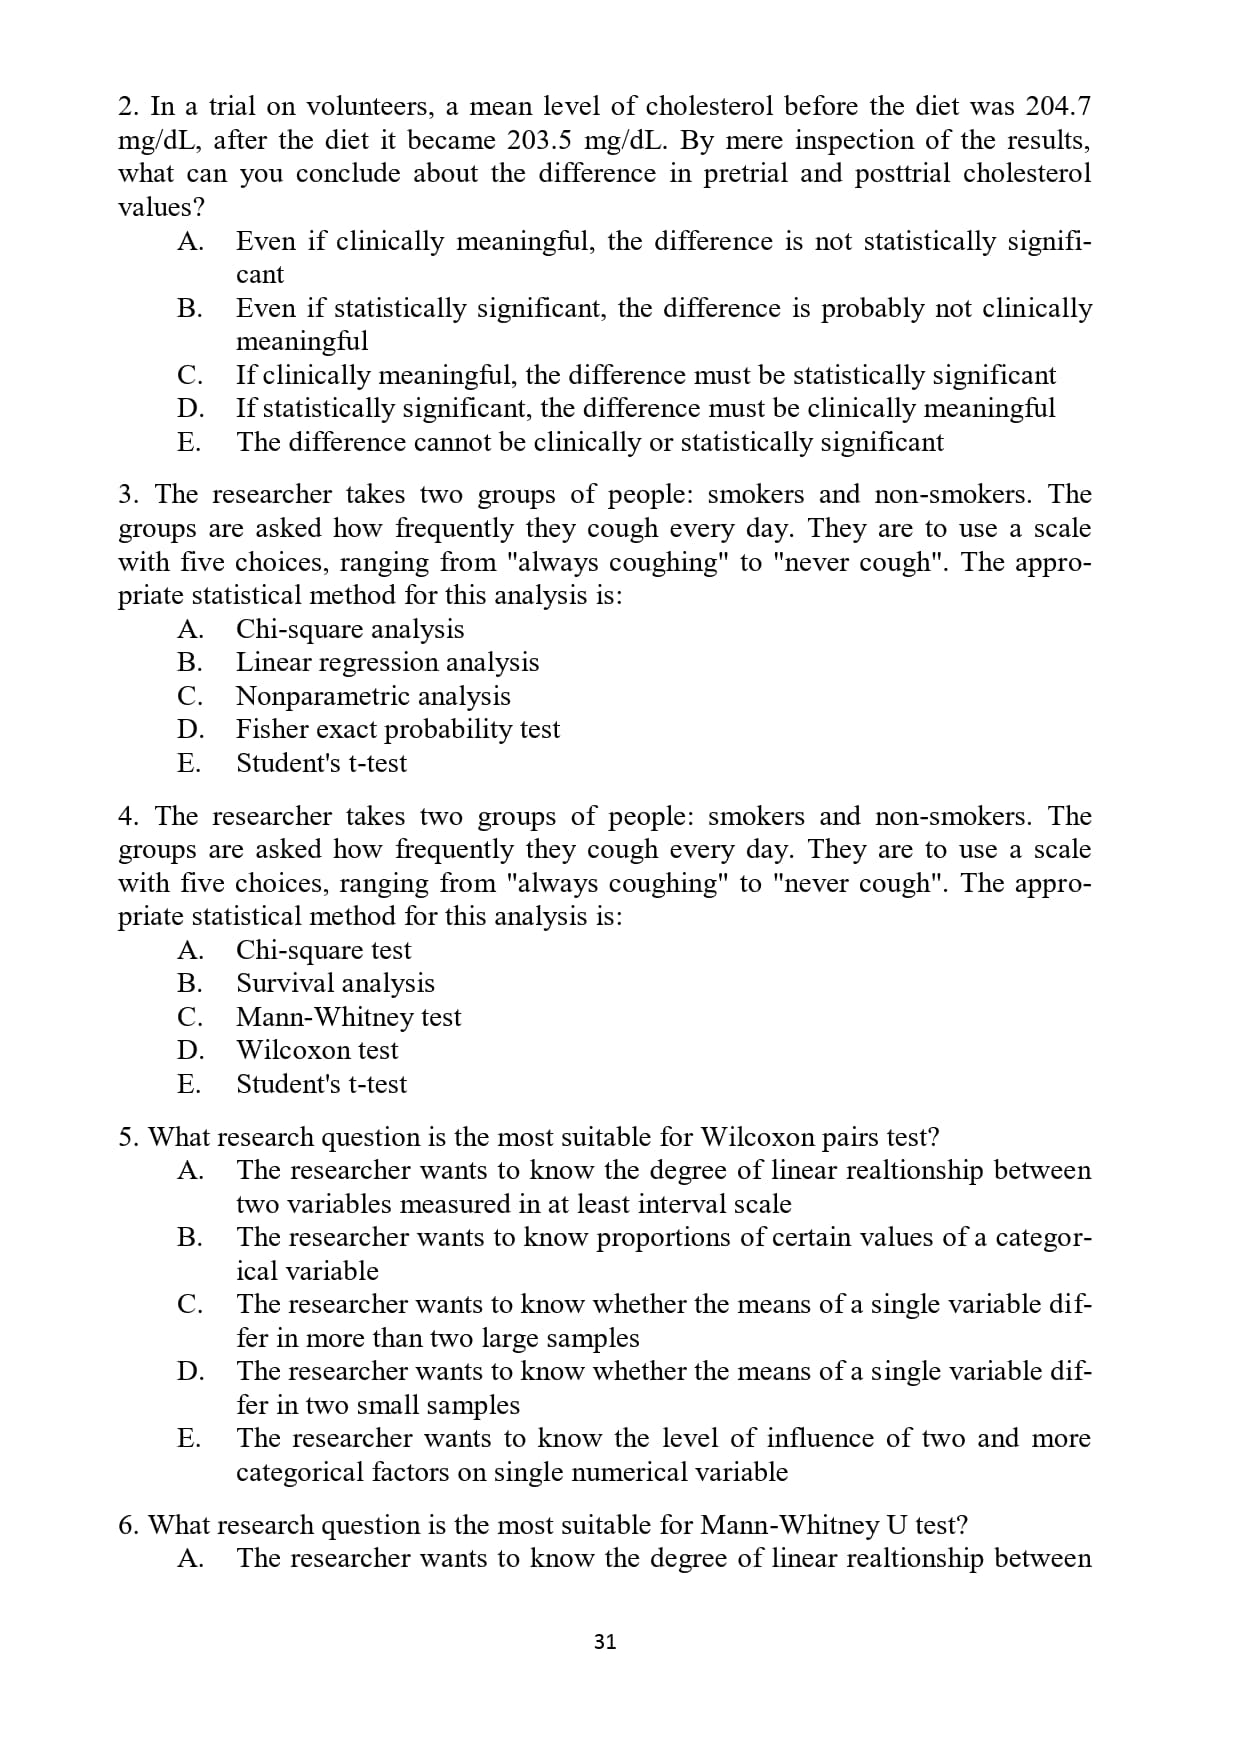 2. In a trial on volunteers, a mean level of cholesterol before the diet was 204.7
mg/dL, after the diet it became 203.5 mg/dL. By mere inspection of the results,
what can you conclude about the difference in pretrial and posttrial cholesterol
values?
A. Even if clinically meaningful, the difference is not statistically signifi-
cant
B. Even if statistically significant, the difference is probably not clinically
meaningful
C. If clinically meaningful, the difference must be statistically significant
D. If statistically significant, the difference must be clinically meaningful
E. The difference cannot be clinically or statistically significant
3. The researcher takes two groups of people: smokers and non-smokers. The
groups are asked how frequently they cough every day. They are to use a scale
with five choices, ranging from "always coughing" to "never cough". The appro-
priate statistical method for this analysis is:
A. Chi-square analysis
B. Linear regression analysis
C. Nonparametric analysis
D. Fisher exact probability test
E. Student's t-test
4. The researcher takes two groups of people: smokers and non-smokers. The
groups are asked how frequently they cough every day. They are to use a scale
with five choices, ranging from "always coughing" to "never cough". The appro-
priate statistical method for this analysis is:
A. Chi-square test
B. Survival analysis
C. Mann-Whitney test
D. Wilcoxon test
E. Student's t-test
5. What research question is the most suitable for Wilcoxon pairs test?
A. The researcher wants to know the degree of linear realtionship between
two variables measured in at least interval scale
B. The researcher wants to know proportions of certain values of a categor-
ical variable
C. The researcher wants to know whether the means of a single variable dif-
fer in more than two large samples
D. The researcher wants to know whether the means of a single variable dif-
fer in two small samples
E. The researcher wants to know the level of influence of two and more
categorical factors on single numerical variable
6. What research question is the most suitable for Mann-Whitney U test?
A. The researcher wants to know the degree of linear realtionship between
31